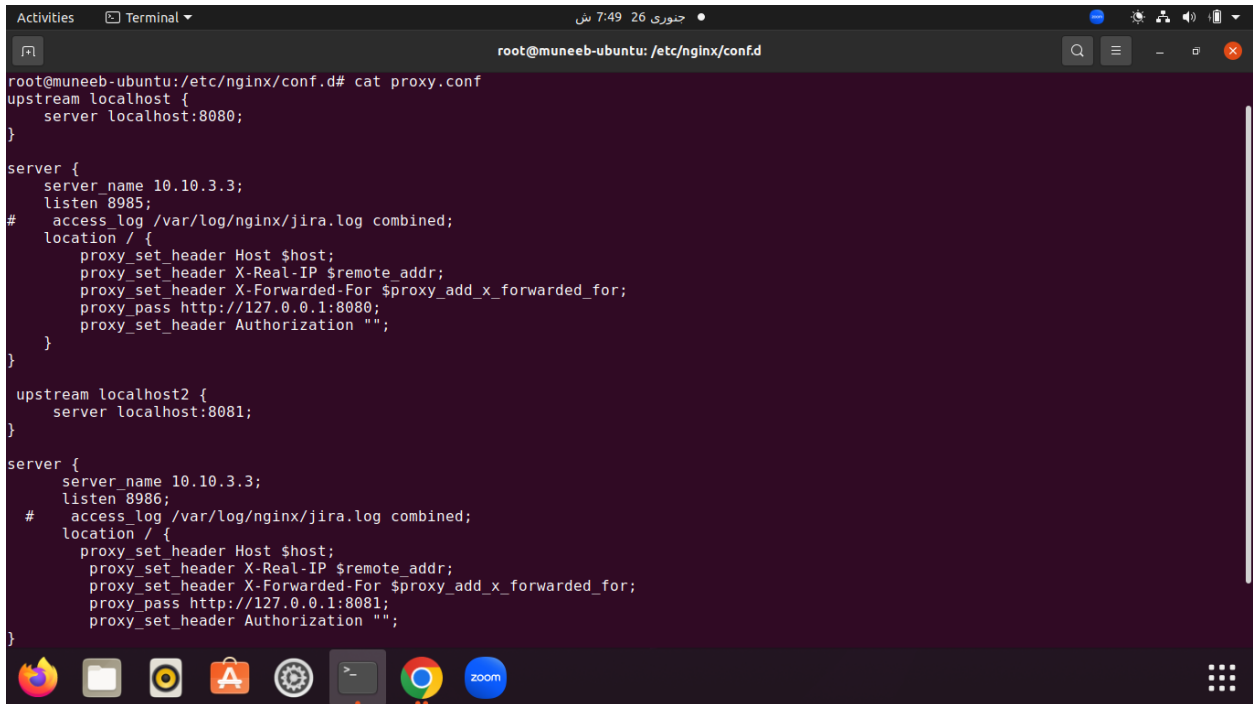 Activities Terminal جنوری 26 7:49 ش zoom
root@muneeb-ubuntu: /etc/nginx/conf.d
root@muneeb-ubuntu:/etc/nginx/conf.d# cat proxy.conf
upstream localhost {
    server localhost:8080;
}

server {
    server_name 10.10.3.3;
    listen 8985;
#    access_log /var/log/nginx/jira.log combined;
    location / {
        proxy_set_header Host $host;
        proxy_set_header X-Real-IP $remote_addr;
        proxy_set_header X-Forwarded-For $proxy_add_x_forwarded_for;
        proxy_pass http://127.0.0.1:8080;
        proxy_set_header Authorization "";
    }
}

 upstream localhost2 {
     server localhost:8081;
}

server {
      server_name 10.10.3.3;
      listen 8986;
  #    access_log /var/log/nginx/jira.log combined;
      location / {
        proxy_set_header Host $host;
         proxy_set_header X-Real-IP $remote_addr;
         proxy_set_header X-Forwarded-For $proxy_add_x_forwarded_for;
         proxy_pass http://127.0.0.1:8081;
         proxy_set_header Authorization "";
}
zoom